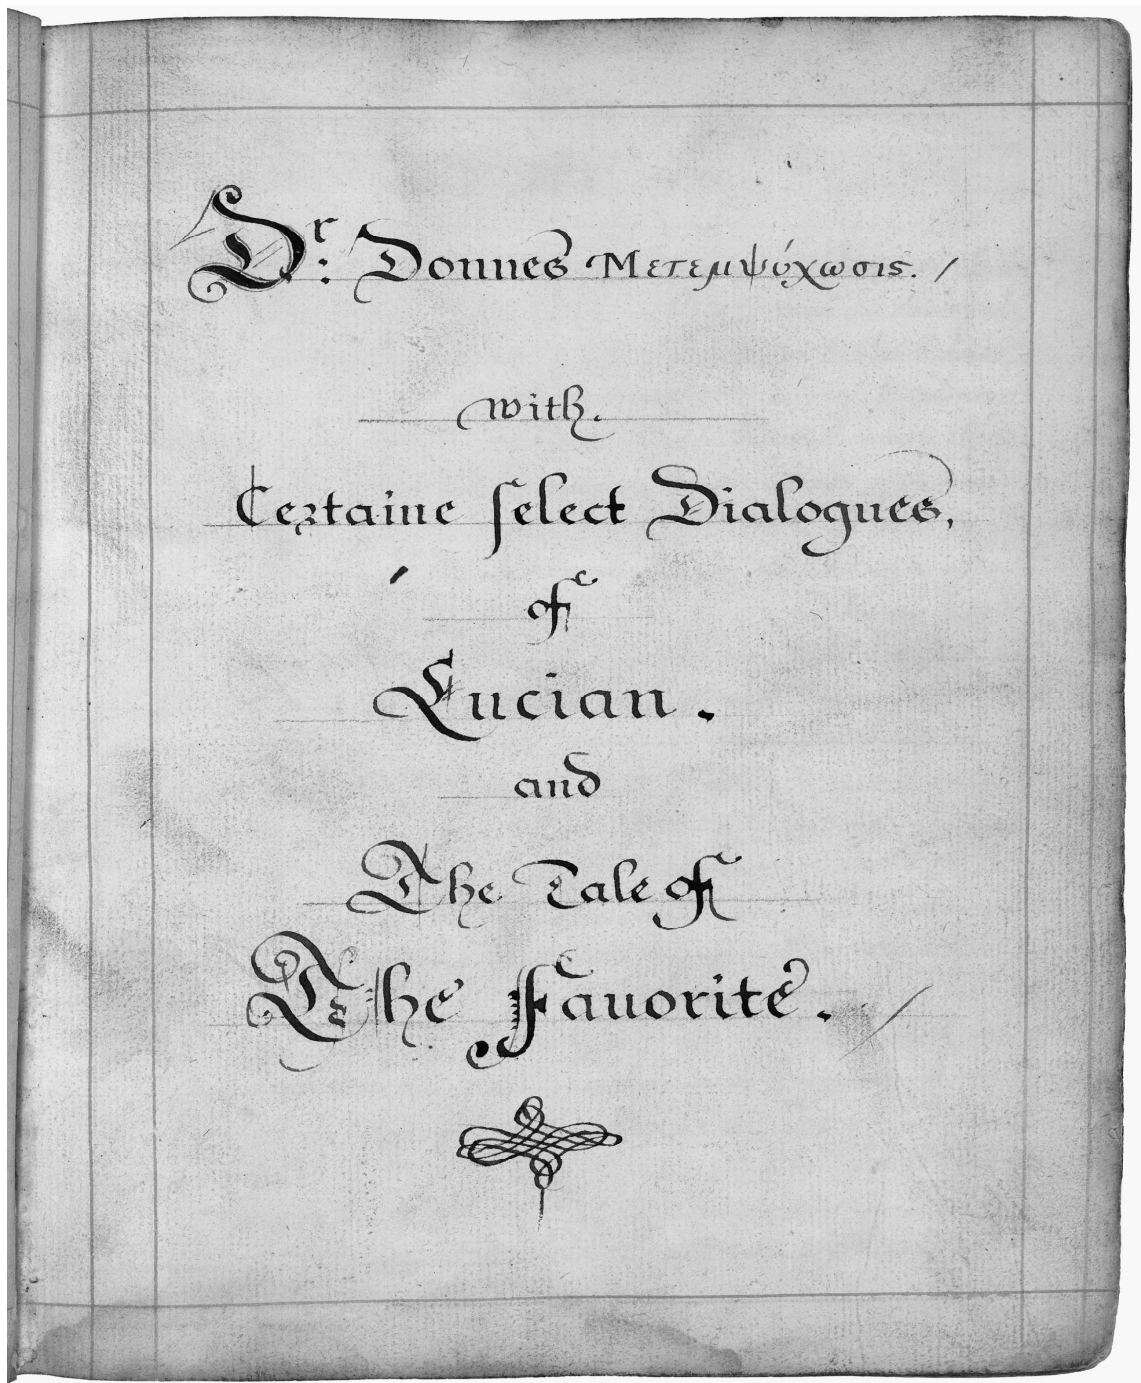 Dʳ: Donnes Μετεμψύχωσις. /
with.
Certaine ſelect Dialogues,
of
Lucian.
and
The Tale of
The Fauorite. /